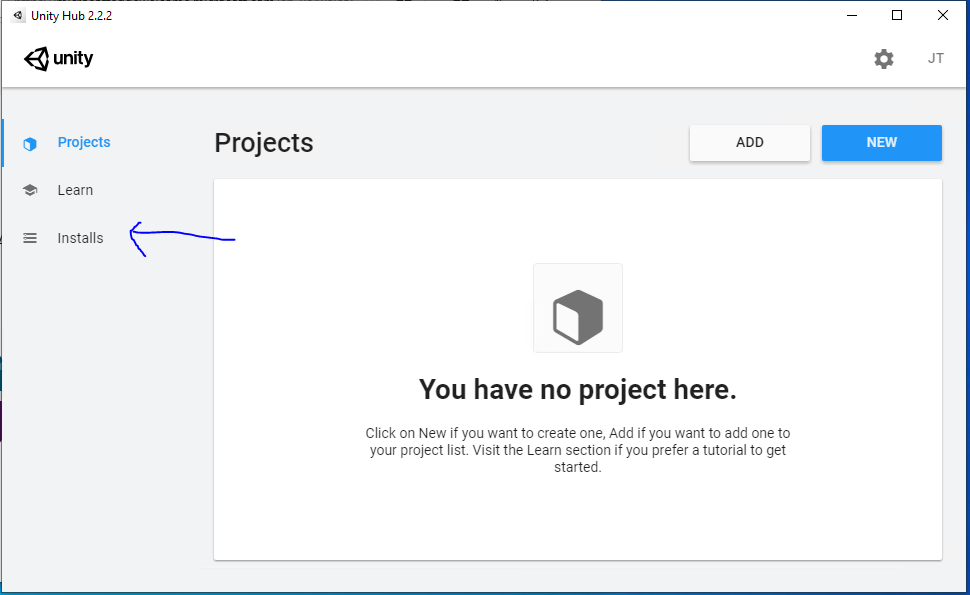 Unity Hub 2.2.2
unity
JT
Projects
Learn
Installs
Projects
ADD
NEW
You have no project here.
Click on New if you want to create one, Add if you want to add one to
your project list. Visit the Learn section if you prefer a tutorial to get
started.